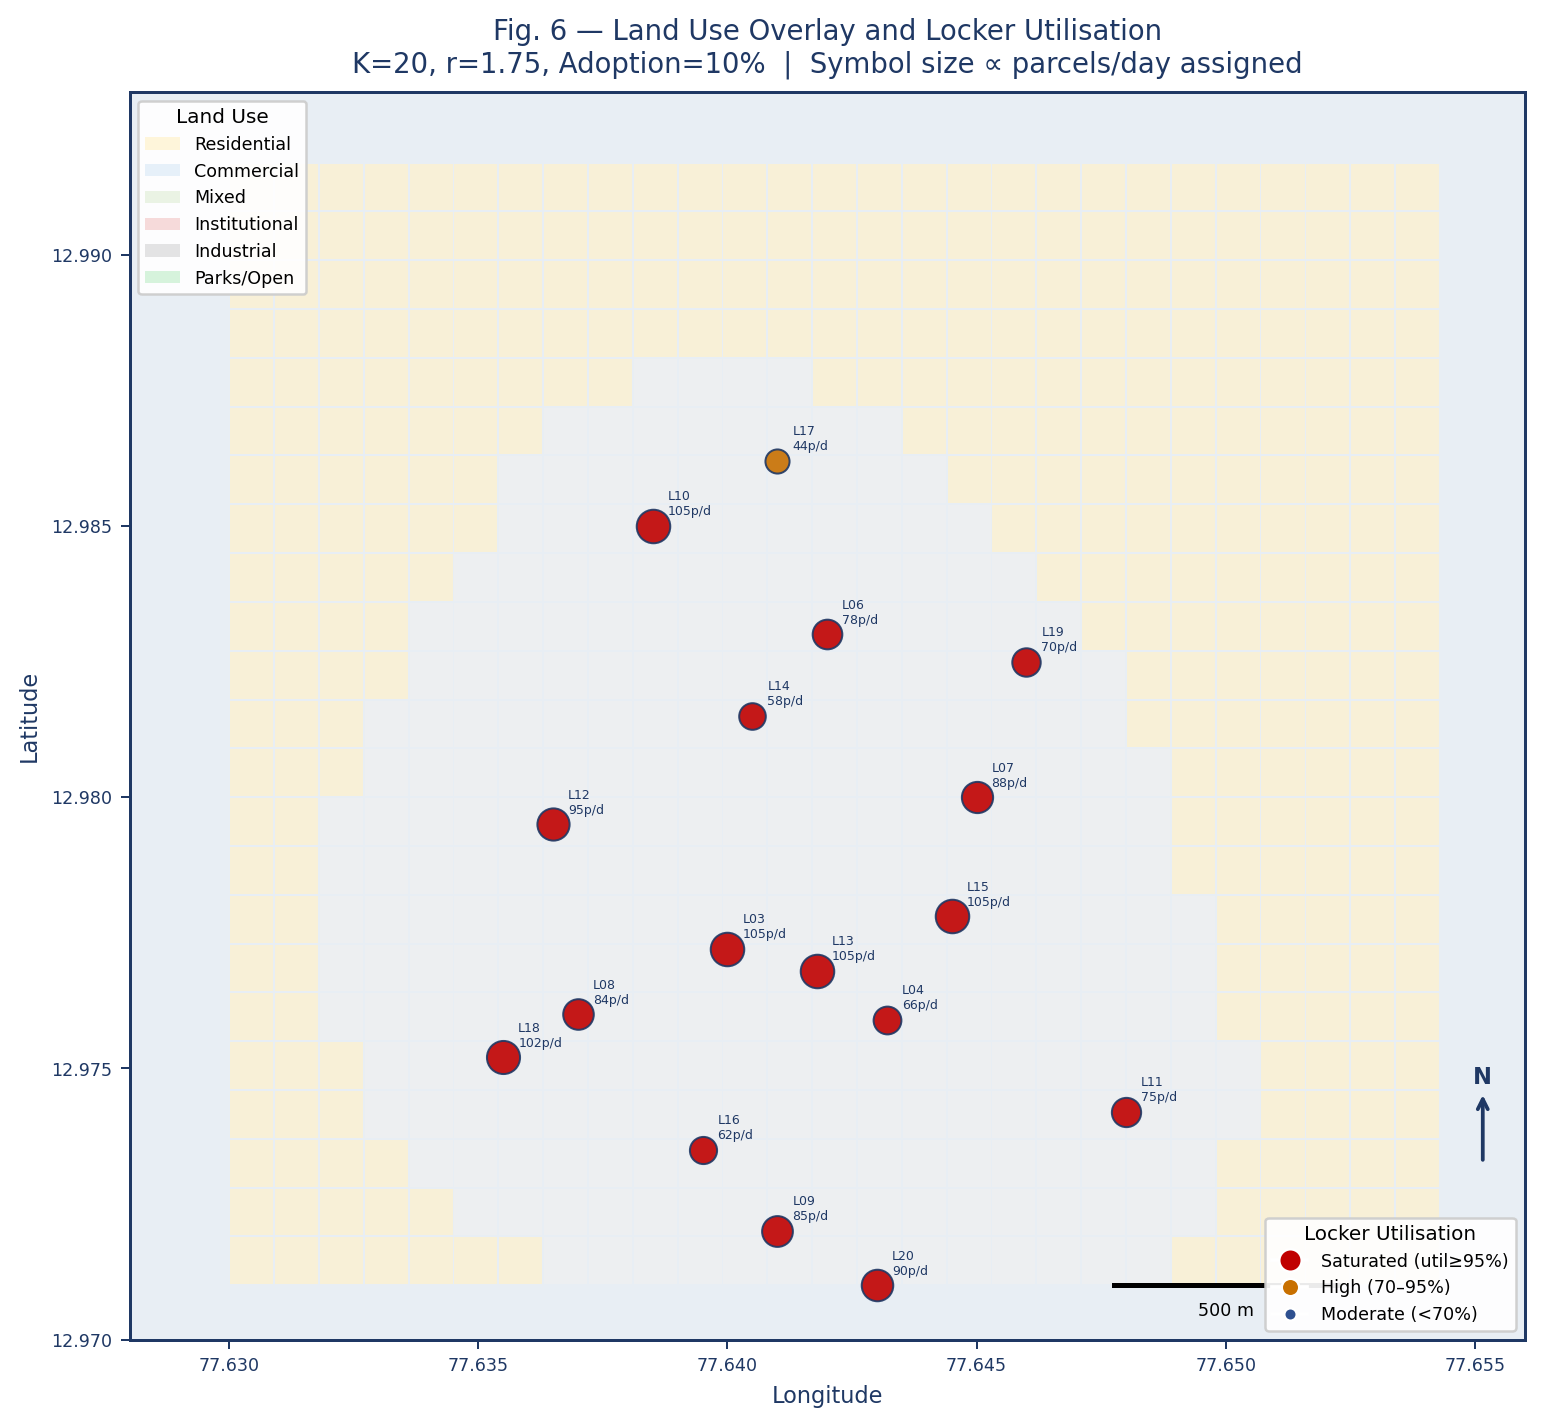 Fig. 6 — Land Use Overlay and Locker Utilisation
K=20, r=1.75, Adoption=10%  |  Symbol size ∝ parcels/day assigned
Land Use
Residential
Commercial
Mixed
Institutional
Industrial
Parks/Open
12.990
12.985
12.980
12.975
12.970
Latitude
L17
44p/d
L10
105p/d
L06
78p/d
L19
70p/d
L14
58p/d
L07
88p/d
L12
95p/d
L15
105p/d
L03
105p/d
L13
105p/d
L08
84p/d
L04
66p/d
L18
102p/d
L11
75p/d
L16
62p/d
L09
85p/d
L20
90p/d
N
500 m
Locker Utilisation
Saturated (util≥95%)
High (70–95%)
Moderate (<70%)
77.630
77.635
77.640
77.645
77.650
77.655
Longitude